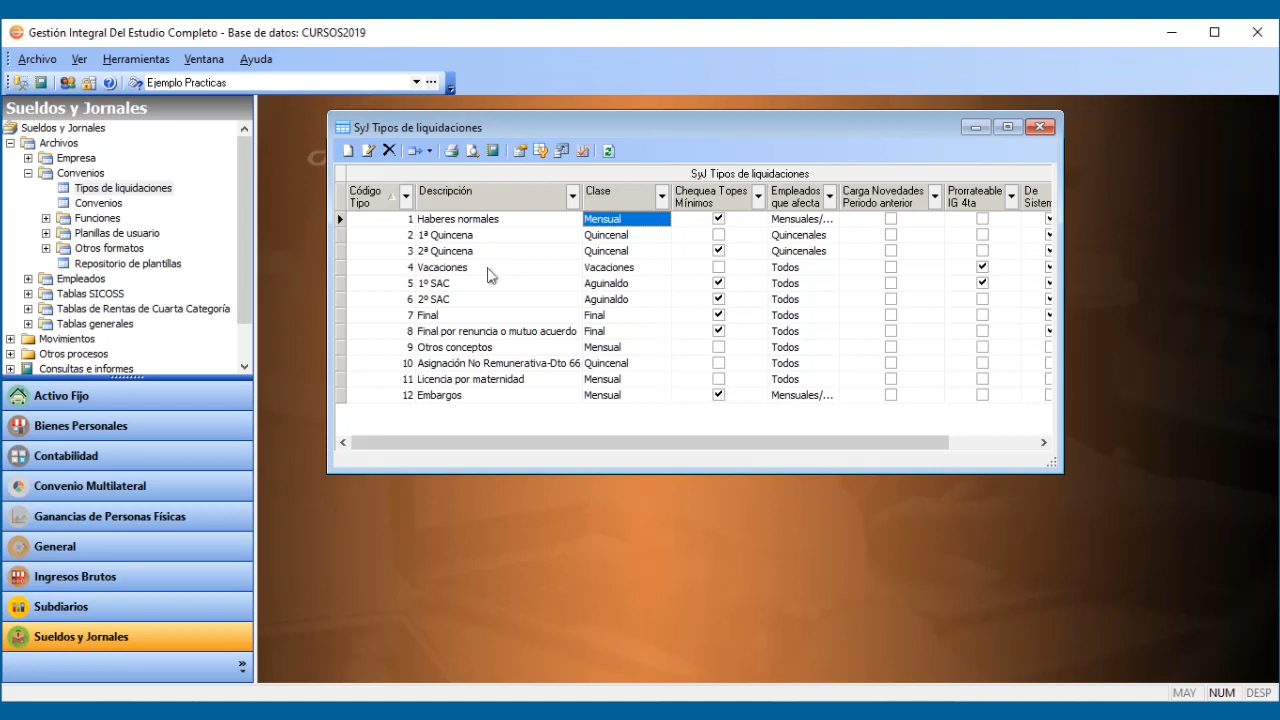 Gestión Integral Del Estudio Completo - Base de datos: CURSOS2019
Archivo Ver Herramientas Ventana Ayuda
Ejemplo Practicas
Sueldos y Jornales
Sueldos y Jornales
Archivos
Empresa
Convenios
Tipos de liquidaciones
Convenios
Funciones
Planillas de usuario
Otros formatos
Repositorio de plantillas
Empleados
Tablas SICOSS
Tablas de Rentas de Cuarta Categoría
Tablas generales
Movimientos
Otros procesos
Consultas e informes
Activo Fijo
Bienes Personales
Contabilidad
Convenio Multilateral
Ganancias de Personas Físicas
General
Ingresos Brutos
Subdiarios
Sueldos y Jornales
SyJ Tipos de liquidaciones
SyJ Tipos de liquidaciones
Código Tipo Descripción Clase Chequea Topes Mínimos Empleados que afecta Carga Novedades Periodo anterior Prorrateable IG 4ta De Sistem
1 Haberes normales Mensual Mensuales/...
2 1ª Quincena Quincenal Quincenales
3 2ª Quincena Quincenal Quincenales
4 Vacaciones Vacaciones Todos
5 1º SAC Aguinaldo Todos
6 2º SAC Aguinaldo Todos
7 Final Final Todos
8 Final por renuncia o mutuo acuerdo Final Todos
9 Otros conceptos Mensual Todos
10 Asignación No Remunerativa-Dto 66 Quincenal Todos
11 Licencia por maternidad Mensual Todos
12 Embargos Mensual Mensuales/...
MAY NUM DESP